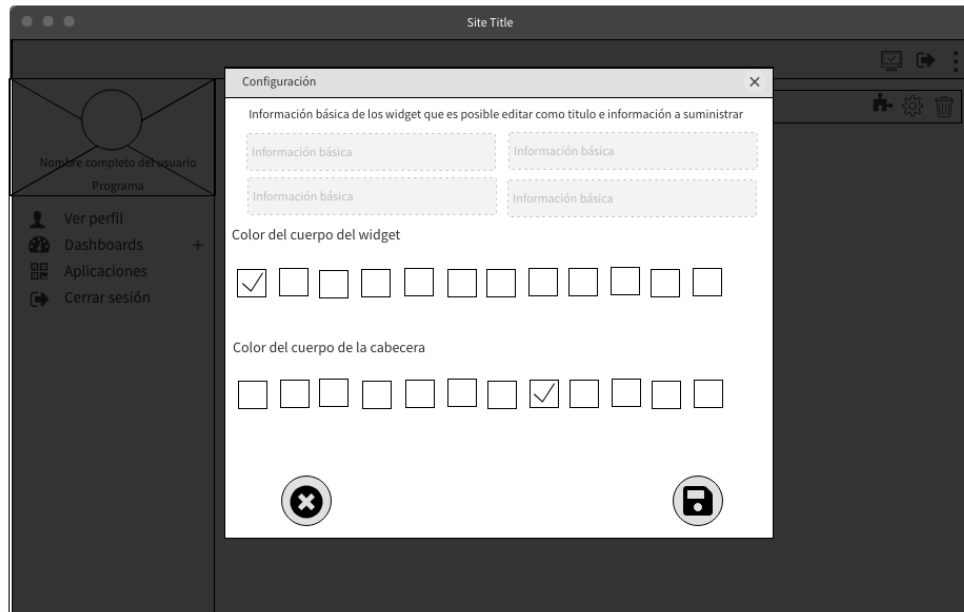 Site Title
Configuración
Información básica de los widget que es posible editar como titulo e información a suministrar
Información básica
Información básica
Información básica
Información básica
Color del cuerpo del widget
Color del cuerpo de la cabecera
Nombre completo del usuario
Programa
Ver perfil
Dashboards +
Aplicaciones
Cerrar sesión